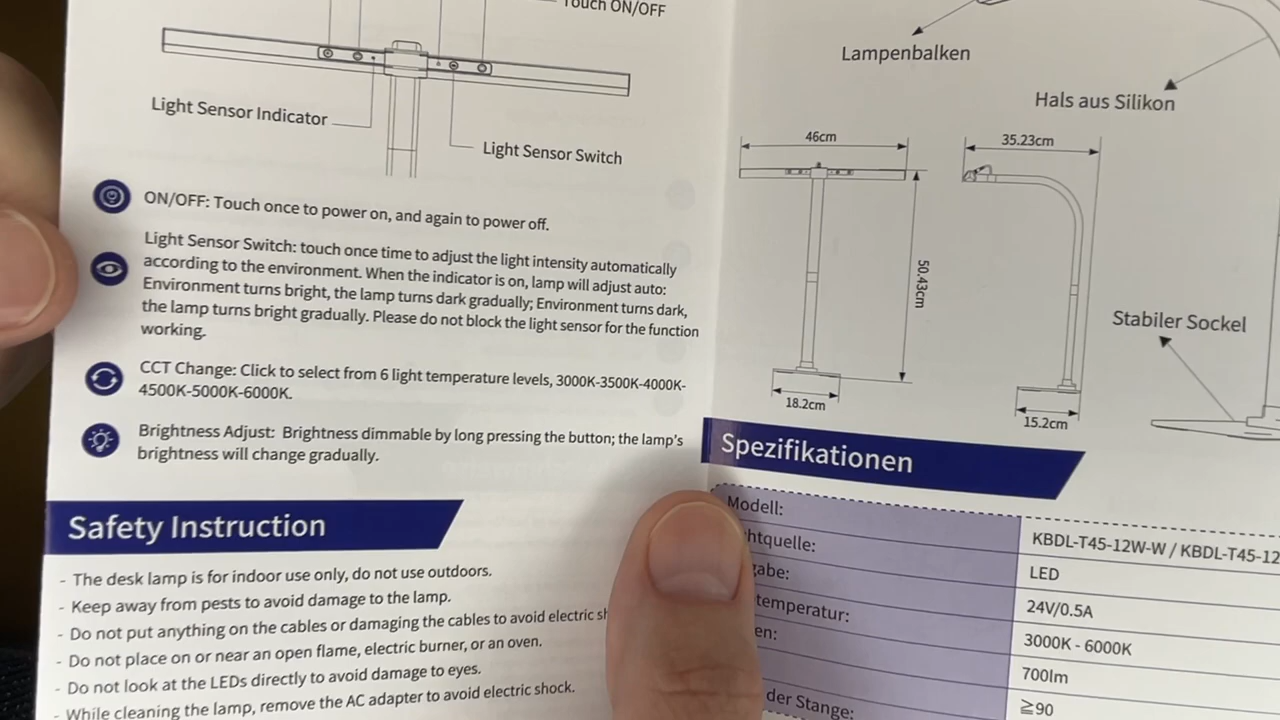 Touch ON/OFF
Light Sensor Indicator
Light Sensor Switch
ON/OFF: Touch once to power on, and again to power off.
Light Sensor Switch: touch once time to adjust the light intensity automatically
according to the environment. When the indicator is on, lamp will adjust auto:
Environment turns bright, the lamp turns dark gradually; Environment turns dark,
the lamp turns bright gradually. Please do not block the light sensor for the function
working.
CCT Change: Click to select from 6 light temperature levels, 3000K-3500K-4000K-
4500K-5000K-6000K.
Brightness Adjust: Brightness dimmable by long pressing the button; the lamp's
brightness will change gradually.
Safety Instruction
- The desk lamp is for indoor use only, do not use outdoors.
- Keep away from pests to avoid damage to the lamp.
- Do not put anything on the cables or damaging the cables to avoid electric sh
- Do not place on or near an open flame, electric burner, or an oven.
- Do not look at the LEDs directly to avoid damage to eyes.
- While cleaning the lamp, remove the AC adapter to avoid electric shock.
Lampenbalken
Hals aus Silikon
46cm
35.23cm
50.43cm
Stabiler Sockel
18.2cm
15.2cm
Spezifikationen
Modell:
KBDL-T45-12W-W / KBDL-T45-12
htquelle:
LED
gabe:
24V/0.5A
temperatur:
3000K - 6000K
en:
700lm
≧90
der Stange: